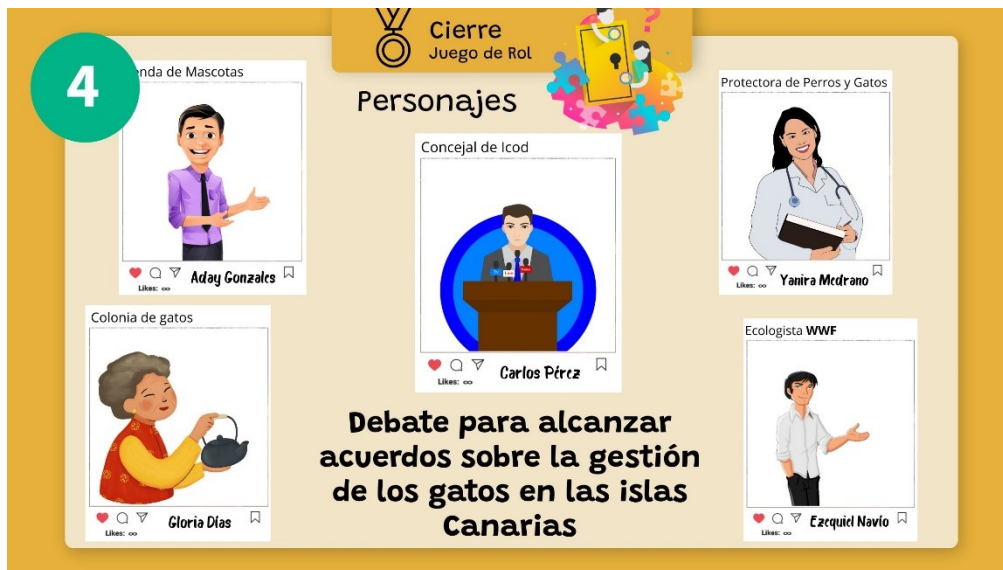 4
Cierre
Juego de Rol
Personajes
enda de Mascotas
Aday Gonzales
Likes: ∞
Concejal de Icod
Carlos Pérez
Likes: ∞
Protectora de Perros y Gatos
Yanira Medrano
Likes: ∞
Colonia de gatos
Gloria Días
Likes: ∞
Ecologista WWF
Ezequiel Navío
Likes: ∞
Debate para alcanzar
acuerdos sobre la gestión
de los gatos en las islas
Canarias